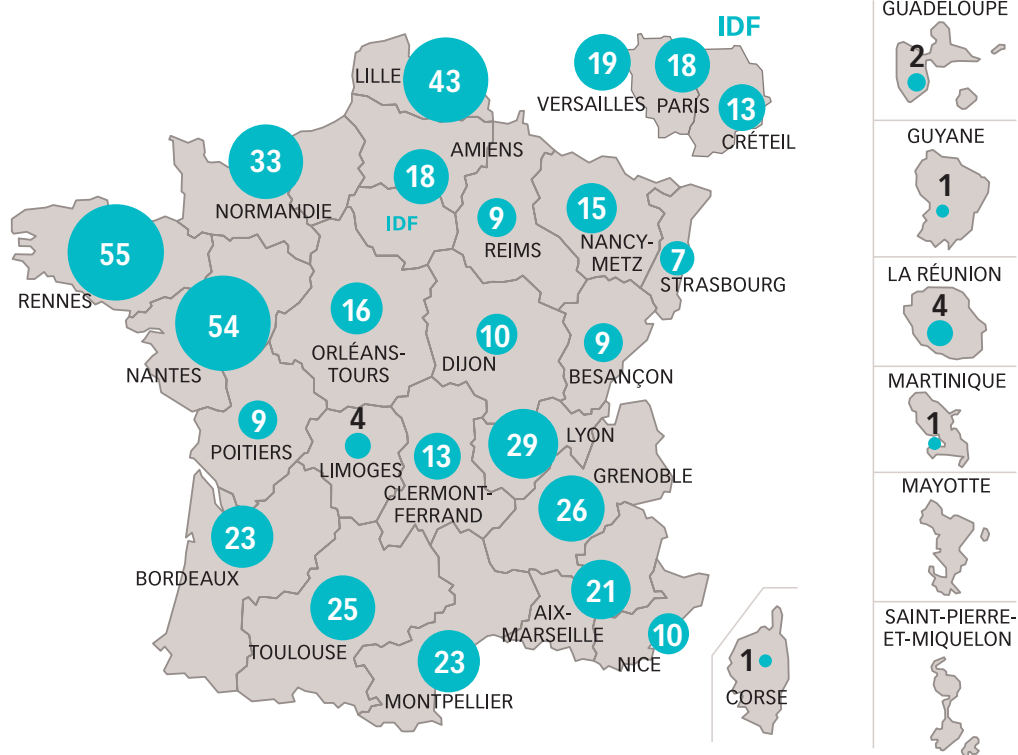 LILLE
43
IDF
19
18
13
VERSAILLES
PARIS
CRÉTEIL
33
NORMANDIE
AMIENS
18
IDF
9
REIMS
15
NANCY-
METZ
7
STRASBOURG
55
RENNES
54
NANTES
16
ORLÉANS-
TOURS
10
DIJON
9
BESANÇON
9
POITIERS
4
LIMOGES
13
CLERMONT-
FERRAND
29
LYON
GRENOBLE
26
23
BORDEAUX
25
TOULOUSE
23
MONTPELLIER
21
AIX-
MARSEILLE
10
NICE
1
CORSE
GUADELOUPE
2
GUYANE
1
LA RÉUNION
4
MARTINIQUE
1
MAYOTTE
SAINT-PIERRE-
ET-MIQUELON